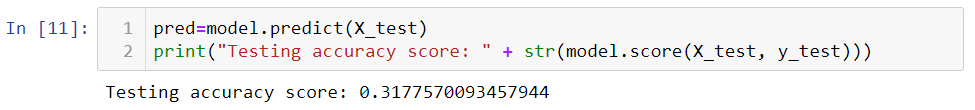 In [11]:
1 pred=model.predict(X_test)
2 print("Testing accuracy score: " + str(model.score(X_test, y_test)))
Testing accuracy score: 0.3177570093457944